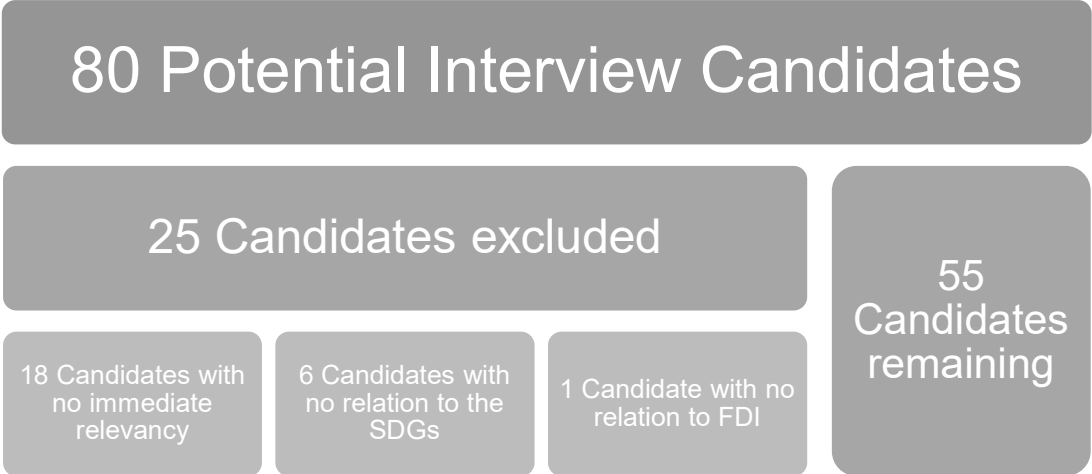 80 Potential Interview Candidates
25 Candidates excluded
55
Candidates
remaining
18 Candidates with
no immediate
relevancy
6 Candidates with
no relation to the
SDGs
1 Candidate with no
relation to FDI